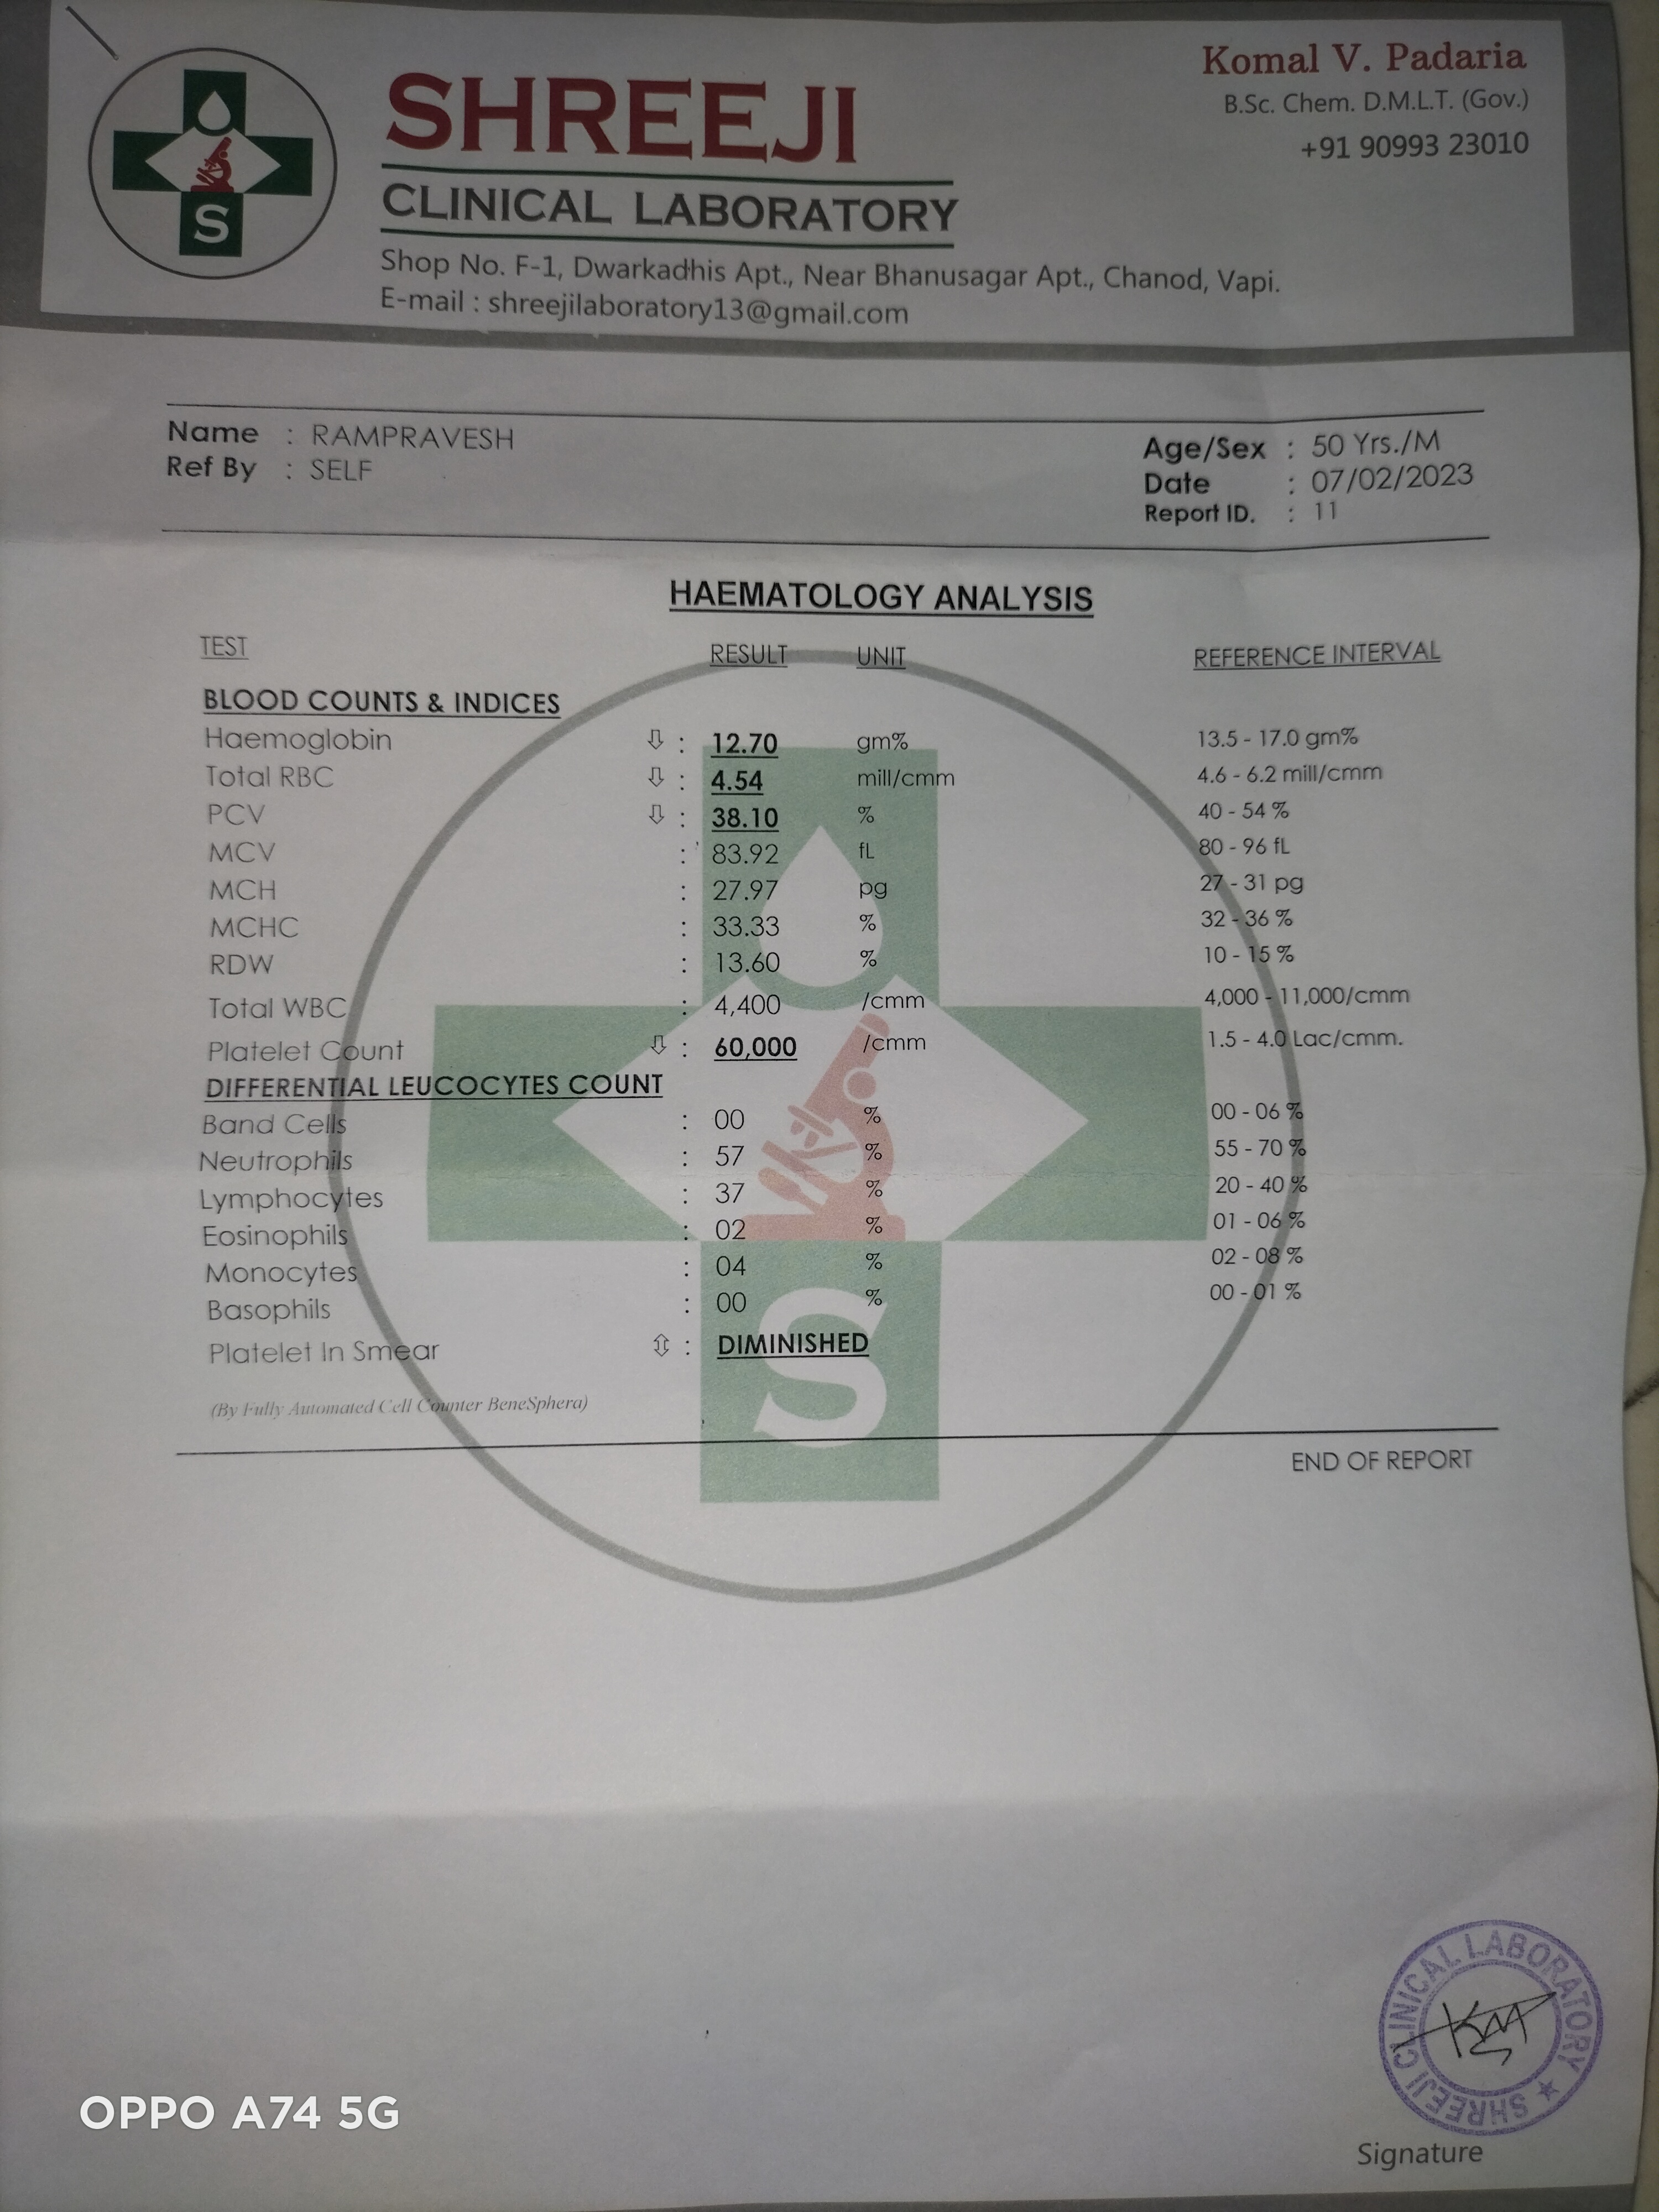 Komal V. Padaria
B.Sc. Chem. D.M.L.T. (Gov.)
+91 90993 23010
S
SHREEJI
CLINICAL LABORATORY
Shop No. F-1, Dwarkadhis Apt., Near Bhanusagar Apt., Chanod, Vapi.
E-mail : shreejilaboratory13@gmail.com
Name : RAMPRAVESH
Ref By : SELF
Age/Sex : 50 Yrs./M
Date : 07/02/2023
Report ID. : 11
HAEMATOLOGY ANALYSIS
TEST RESULT UNIT REFERENCE INTERVAL
BLOOD COUNTS & INDICES
Haemoglobin ⇩ : 12.70 gm% 13.5 - 17.0 gm%
Total RBC ⇩ : 4.54 mill/cmm 4.6 - 6.2 mill/cmm
PCV ⇩ : 38.10 % 40 - 54 %
MCV : 83.92 fL 80 - 96 fL
MCH : 27.97 pg 27 - 31 pg
MCHC : 33.33 % 32 - 36 %
RDW : 13.60 % 10 - 15 %
Total WBC : 4,400 /cmm 4,000 - 11,000/cmm
Platelet Count ⇩ : 60,000 /cmm 1.5 - 4.0 Lac/cmm.
DIFFERENTIAL LEUCOCYTES COUNT
Band Cells : 00 % 00 - 06 %
Neutrophils : 57 % 55 - 70 %
Lymphocytes : 37 % 20 - 40 %
Eosinophils : 02 % 01 - 06 %
Monocytes : 04 % 02 - 08 %
Basophils : 00 % 00 - 01 %
Platelet In Smear ⇳ : DIMINISHED
S
(By Fully Automated Cell Counter BeneSphera)
END OF REPORT
SHREEJI CLINICAL LABORATORY ★
Signature
OPPO A74 5G